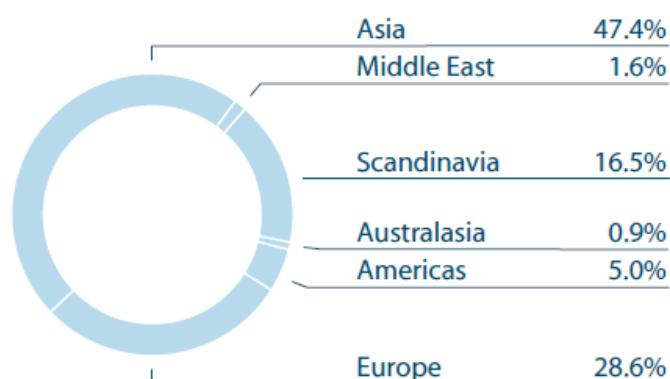 Asia 47.4%
Middle East 1.6%
Scandinavia 16.5%
Australasia 0.9%
Americas 5.0%
Europe 28.6%